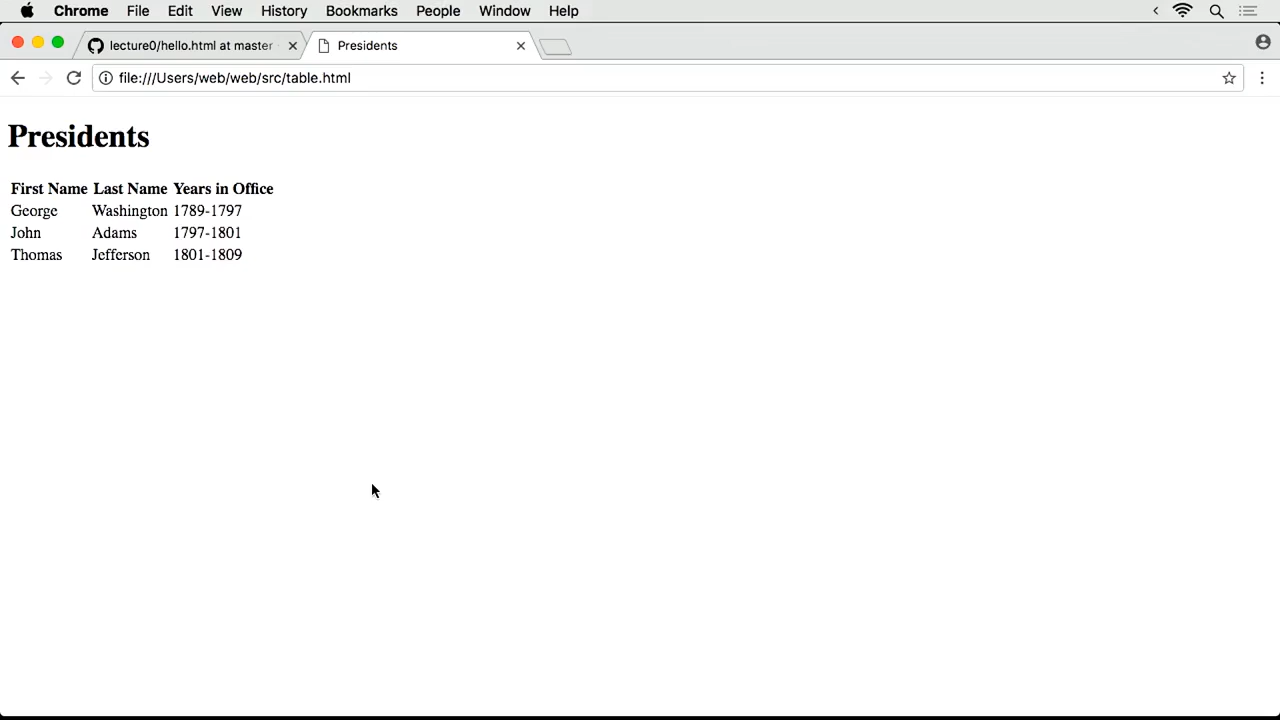 Chrome File Edit View History Bookmarks People Window Help
lecture0/hello.html at master Presidents
file:///Users/web/web/src/table.html
Presidents
First Name Last Name Years in Office
George Washington 1789-1797
John Adams 1797-1801
Thomas Jefferson 1801-1809